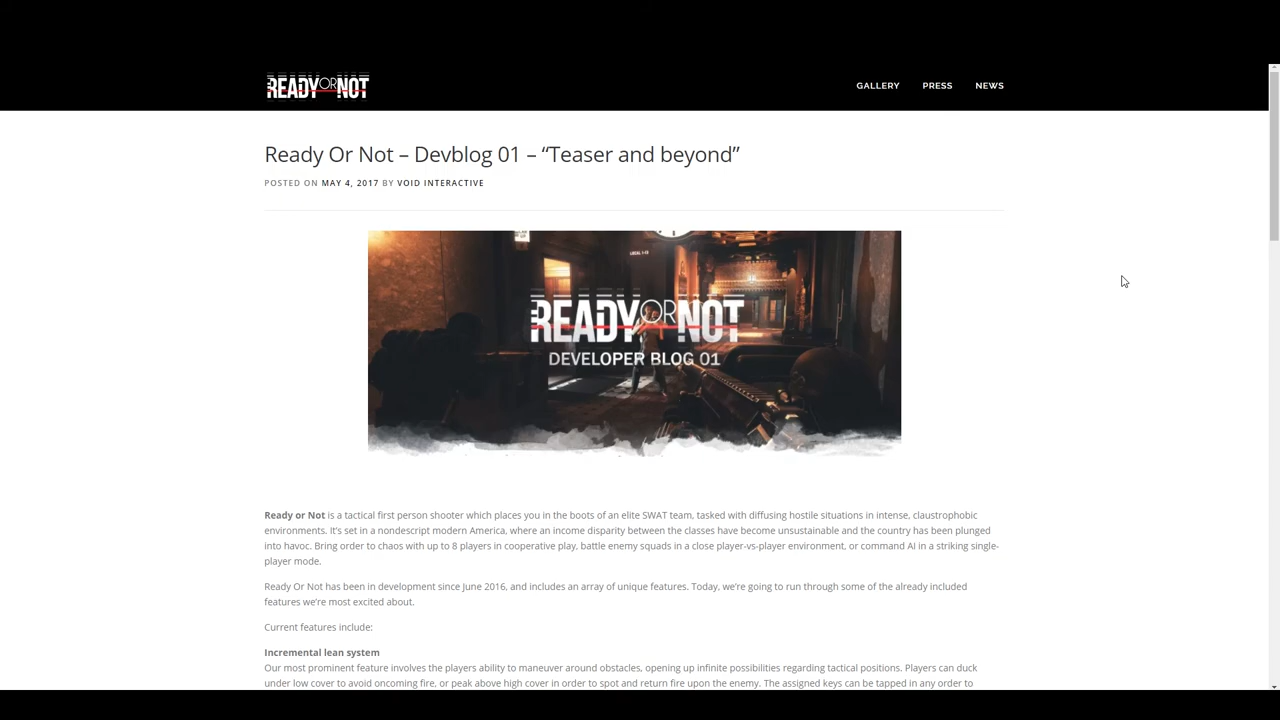 READY OR NOT
GALLERY PRESS NEWS
Ready Or Not – Devblog 01 – “Teaser and beyond”
POSTED ON MAY 4, 2017 BY VOID INTERACTIVE
LOCAL 1-13
READY OR NOT
DEVELOPER BLOG 01
Ready or Not is a tactical first person shooter which places you in the boots of an elite SWAT team, tasked with diffusing hostile situations in intense, claustrophobic
environments. It’s set in a nondescript modern America, where an income disparity between the classes have become unsustainable and the country has been plunged
into havoc. Bring order to chaos with up to 8 players in cooperative play, battle enemy squads in a close player-vs-player environment, or command AI in a striking single-
player mode.
Ready Or Not has been in development since June 2016, and includes an array of unique features. Today, we’re going to run through some of the already included
features we’re most excited about.
Current features include:
Incremental lean system
Our most prominent feature involves the players ability to maneuver around obstacles, opening up infinite possibilities regarding tactical positions. Players can duck
under low cover to avoid oncoming fire, or peak above high cover in order to spot and return fire upon the enemy. The assigned keys can be tapped in any order to